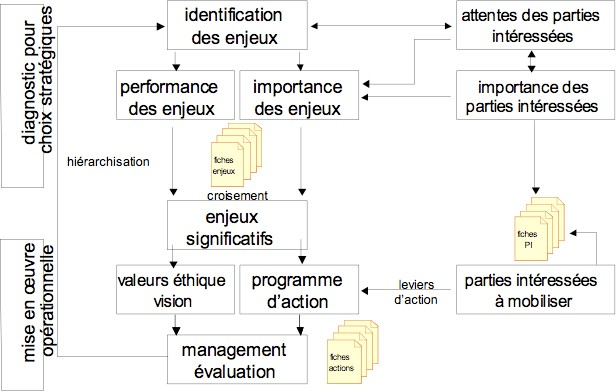 diagnostic pour
choix stratégiques
identification
des enjeux
attentes des parties
intéressées
performance
des enjeux
importance
des enjeux
importance des
parties intéressées
hiérarchisation
fiches
enjeux
croisement
enjeux
significatifs
fiches
PI
mise en œuvre
opérationnelle
valeurs éthique
vision
programme
d'action
leviers
d'action
parties intéressées
à mobiliser
management
évaluation
fiches
actions